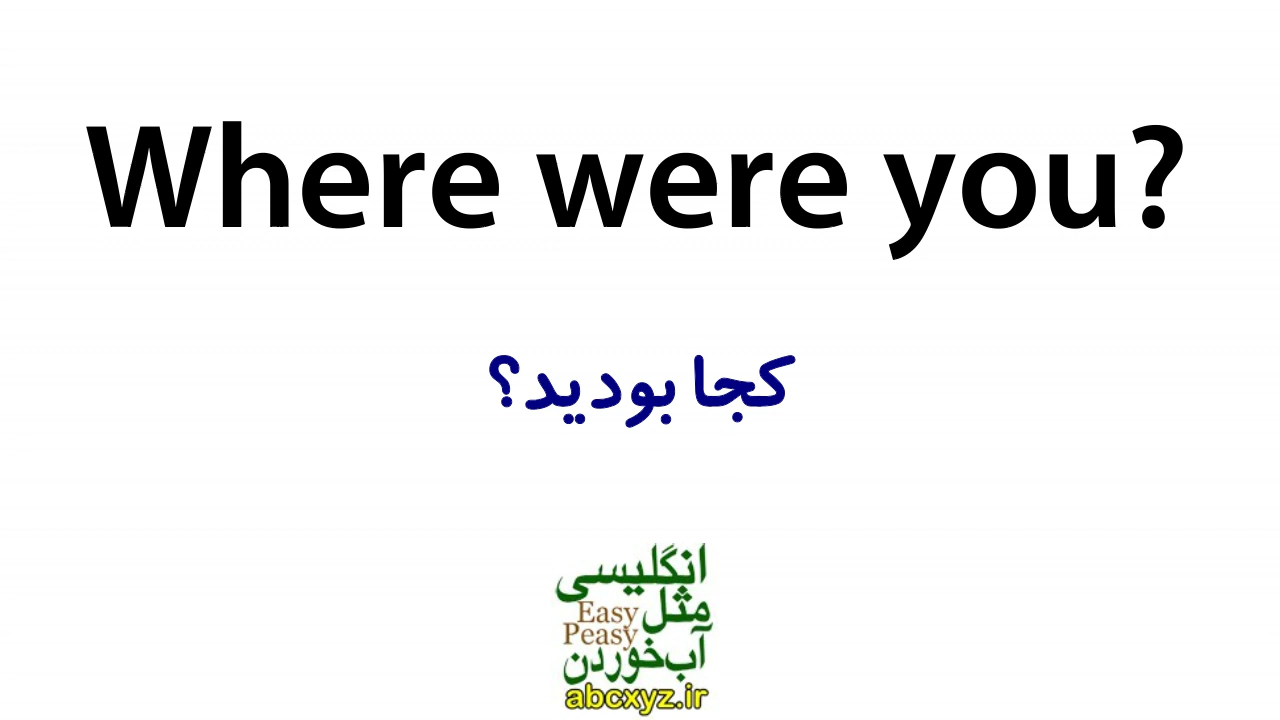 Where were you?
کجا بودید؟
انگلیسی
مثل Easy
Peasy
آب‌خوردن
abcxyz.ir